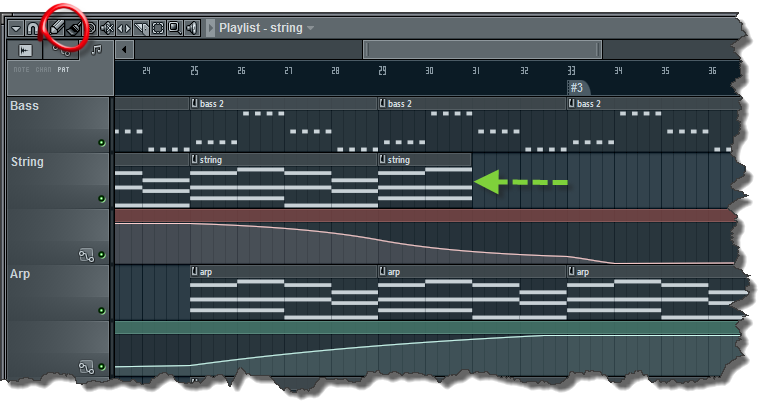 Playlist - string
NOTE CHAN PAT
24 25 26 27 28 29 30 31 32 33 34 35 36
#3
Bass
bass 2 bass 2 bass 2
String
string string
Arp
arp arp arp